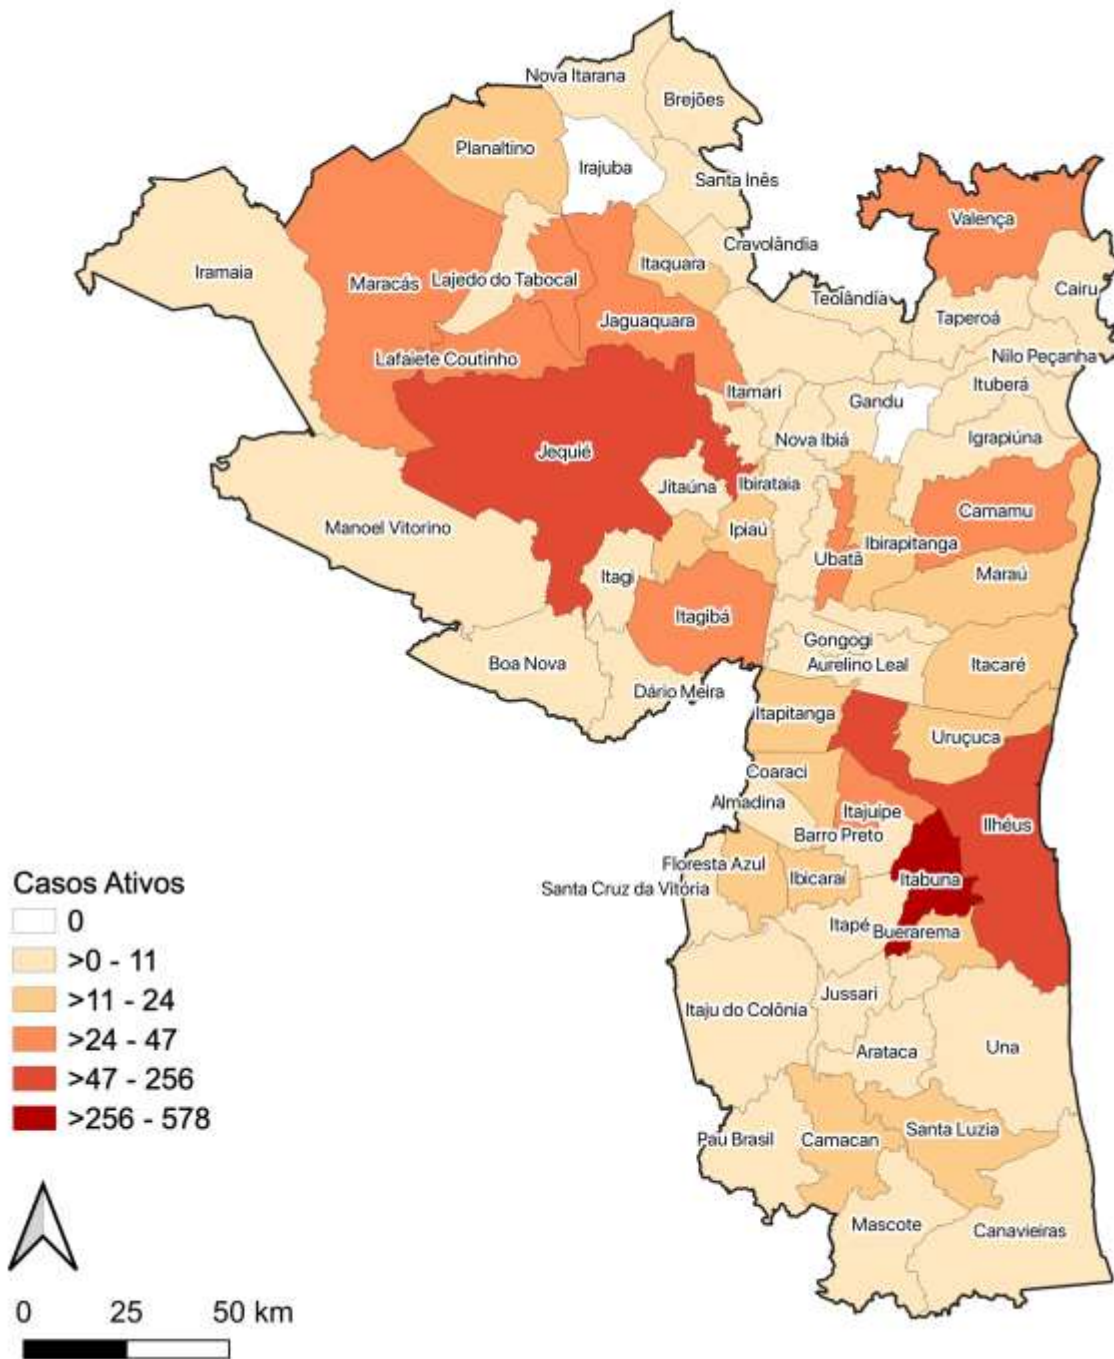 Nova Itarana
Brejões
Planaltino
Irajuba
Santa Inês
Valença
Cravolândia
Itaquara
Iramaia
Maracás
Lajedo do Tabocal
Teolândia
Cairu
Taperoá
Jaguaquara
Lafaiete Coutinho
Nilo Peçanha
Ituberá
Itamari
Gandu
Nova Ibiá
Igrapiúna
Jequié
Jitaúna
Ibirataia
Camamu
Manoel Vitorino
Ipiaú
Ibirapitanga
Ubatã
Maraú
Itagi
Itagibá
Gongogi
Aurelino Leal
Boa Nova
Itacaré
Dário Meira
Itapitanga
Uruçuca
Coaraci
Almadina
Itajuipe
Ilhéus
Barro Preto
Floresta Azul
Ibicaraí
Itabuna
Santa Cruz da Vitória
Itapé
Buerarema
Jussari
Itaju do Colônia
Arataca
Una
Pau Brasil
Camacan
Santa Luzia
Mascote
Canavieiras
Casos Ativos
0
>0 - 11
>11 - 24
>24 - 47
>47 - 256
>256 - 578
0 25 50 km